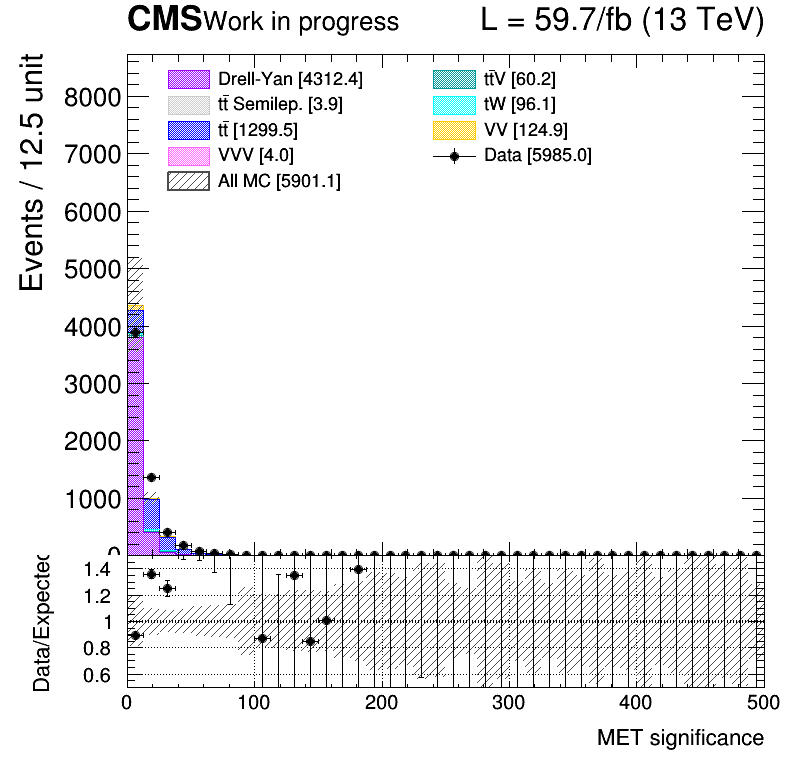 CMS Work in progress L = 59.7/fb (13 TeV)
Events / 12.5 unit
Drell-Yan [4312.4]
tt̄ Semilep. [3.9]
tt̄ [1299.5]
VVV [4.0]
All MC [5901.1]
tt̄V [60.2]
tW [96.1]
VV [124.9]
Data [5985.0]
8000
7000
6000
5000
4000
3000
2000
1000
0
Data/Expected
1.4
1.2
1
0.8
0.6
0 100 200 300 400 500
MET significance